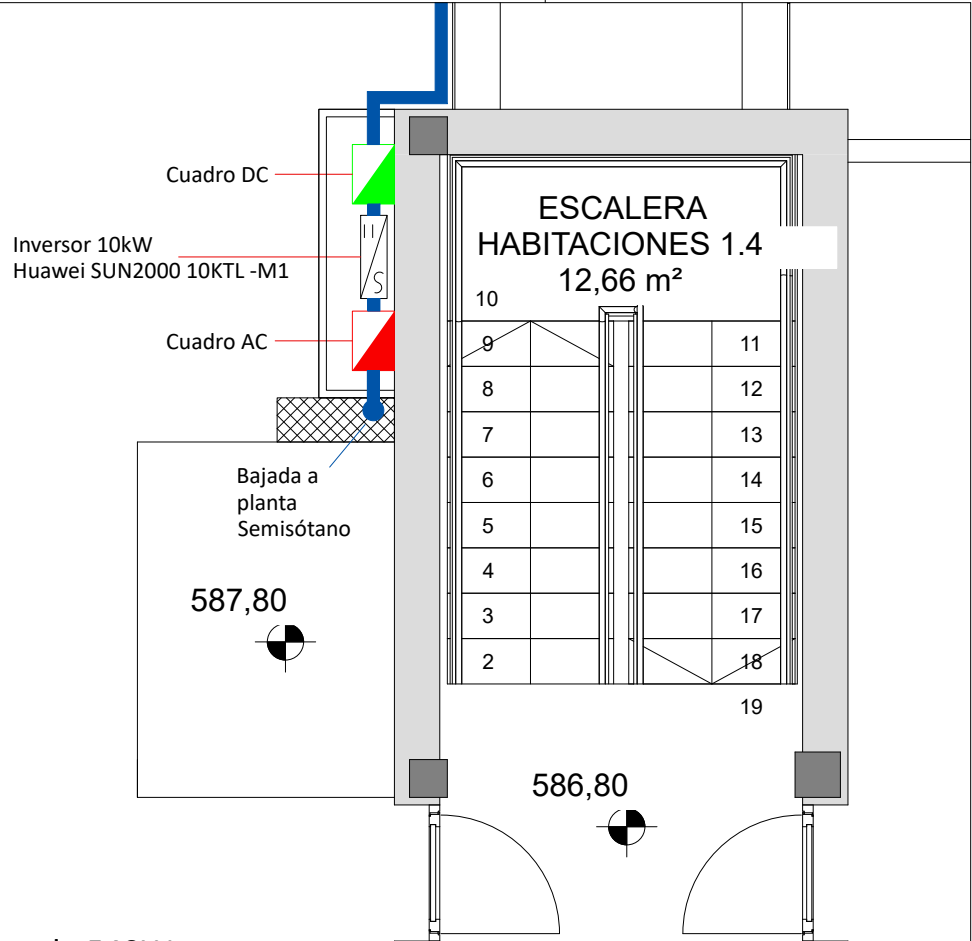 Cuadro DC
Inversor 10kW
Huawei SUN2000 10KTL -M1
Cuadro AC
Bajada a
planta
Semisótano
587,80
ESCALERA
HABITACIONES 1.4
12,66 m²
10
9
8
7
6
5
4
3
2
11
12
13
14
15
16
17
18
19
586,80